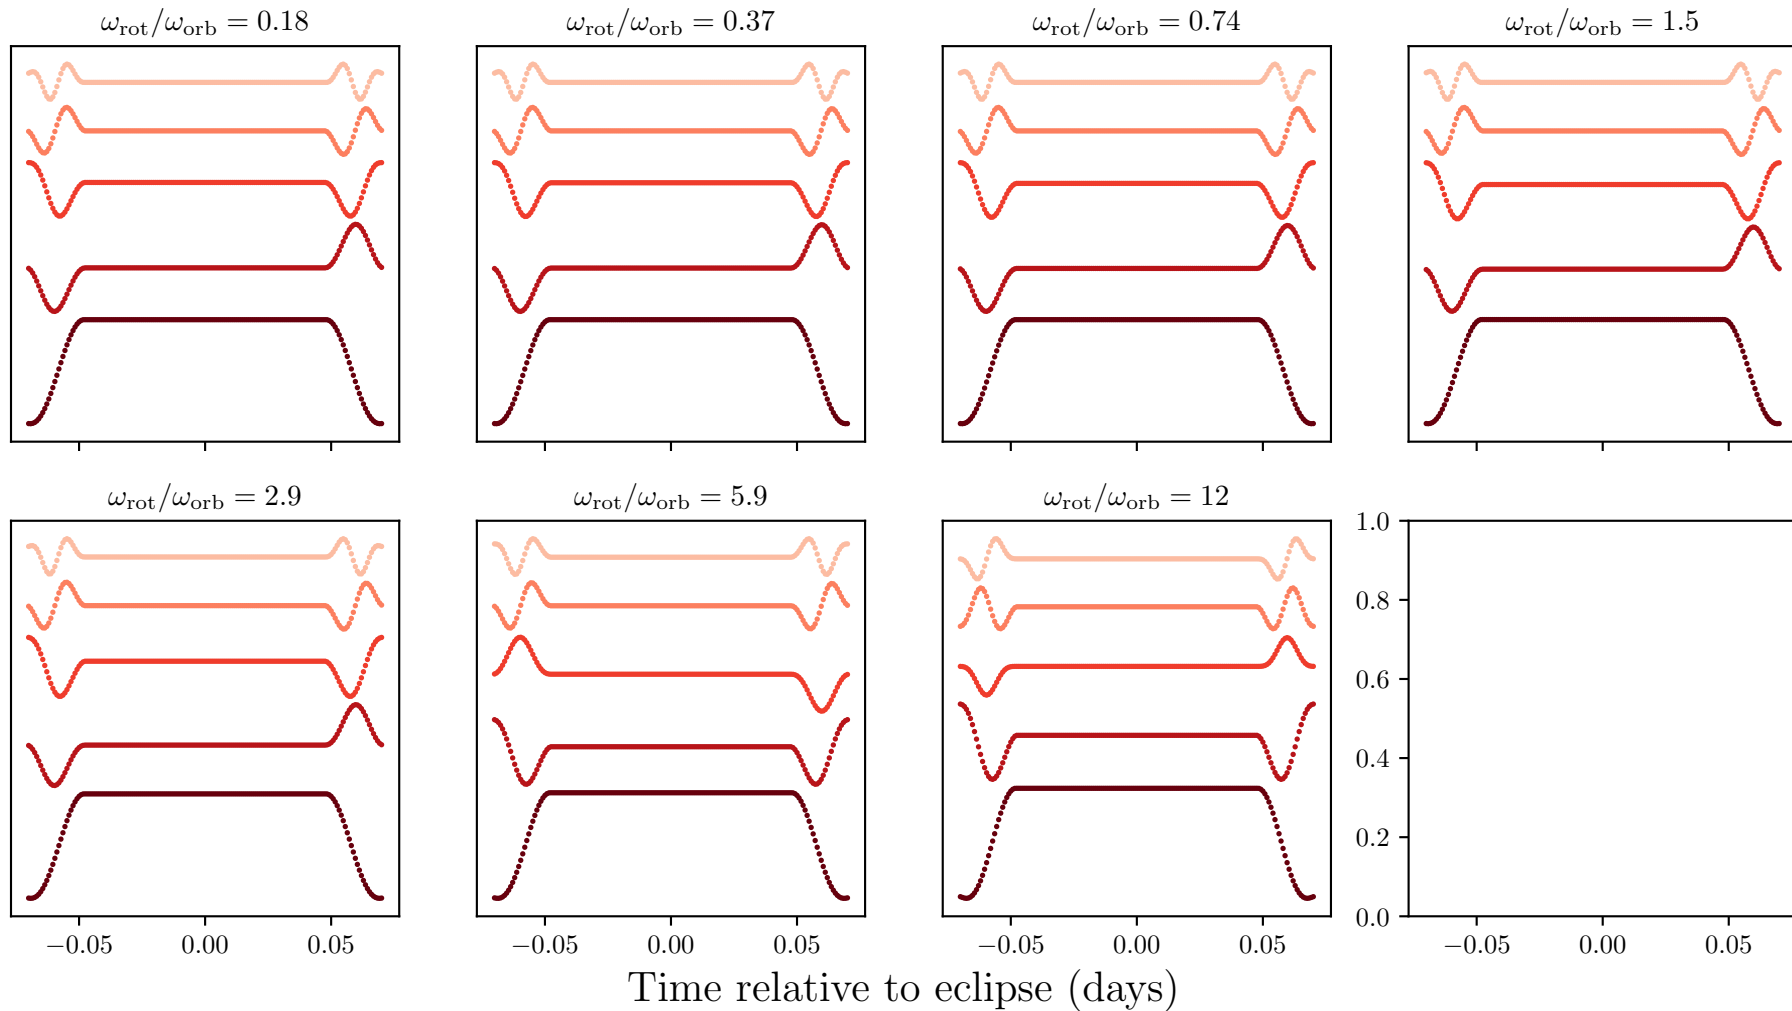 ω_rot/ω_orb = 0.18
ω_rot/ω_orb = 0.37
ω_rot/ω_orb = 0.74
ω_rot/ω_orb = 1.5
ω_rot/ω_orb = 2.9
ω_rot/ω_orb = 5.9
ω_rot/ω_orb = 12
1.0
0.8
0.6
0.4
0.2
0.0
−0.05 0.00 0.05
−0.05 0.00 0.05
−0.05 0.00 0.05
−0.05 0.00 0.05
Time relative to eclipse (days)